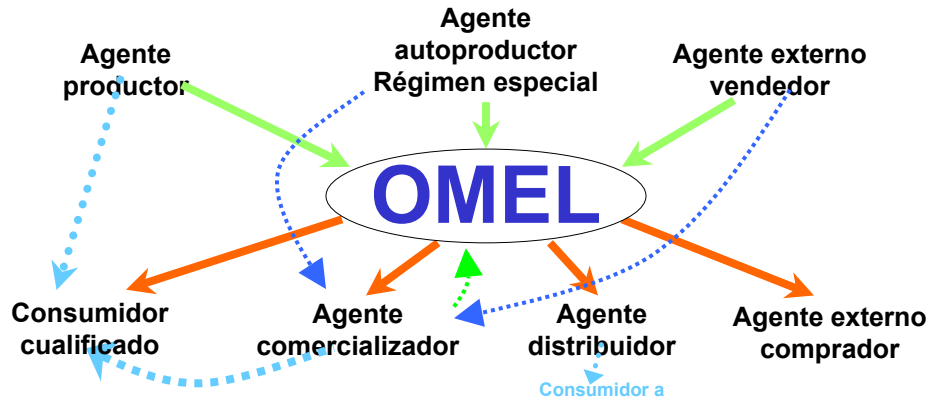 Agente
productor
Agente
autoproductor
Régimen especial
Agente externo
vendedor
OMEL
Consumidor
cualificado
Agente
comercializador
Agente
distribuidor
Agente externo
comprador
Consumidor a